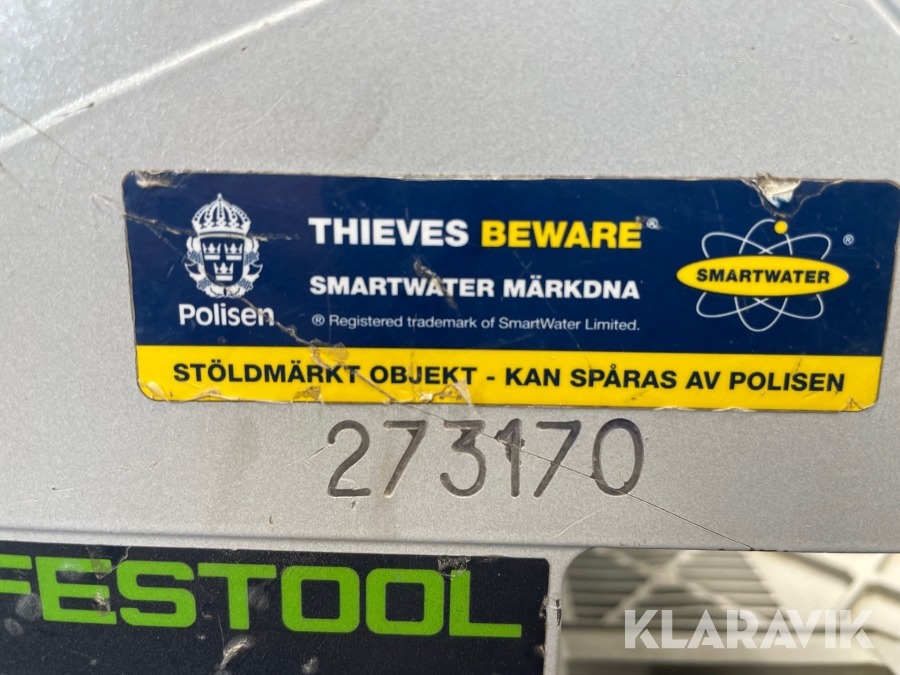 THIEVES BEWARE®
SMARTWATER MÄRKDNA
® Registered trademark of SmartWater Limited.
Polisen
SMARTWATER ®
STÖLDMÄRKT OBJEKT - KAN SPÅRAS AV POLISEN
273170
FESTOOL
KLARAVIK